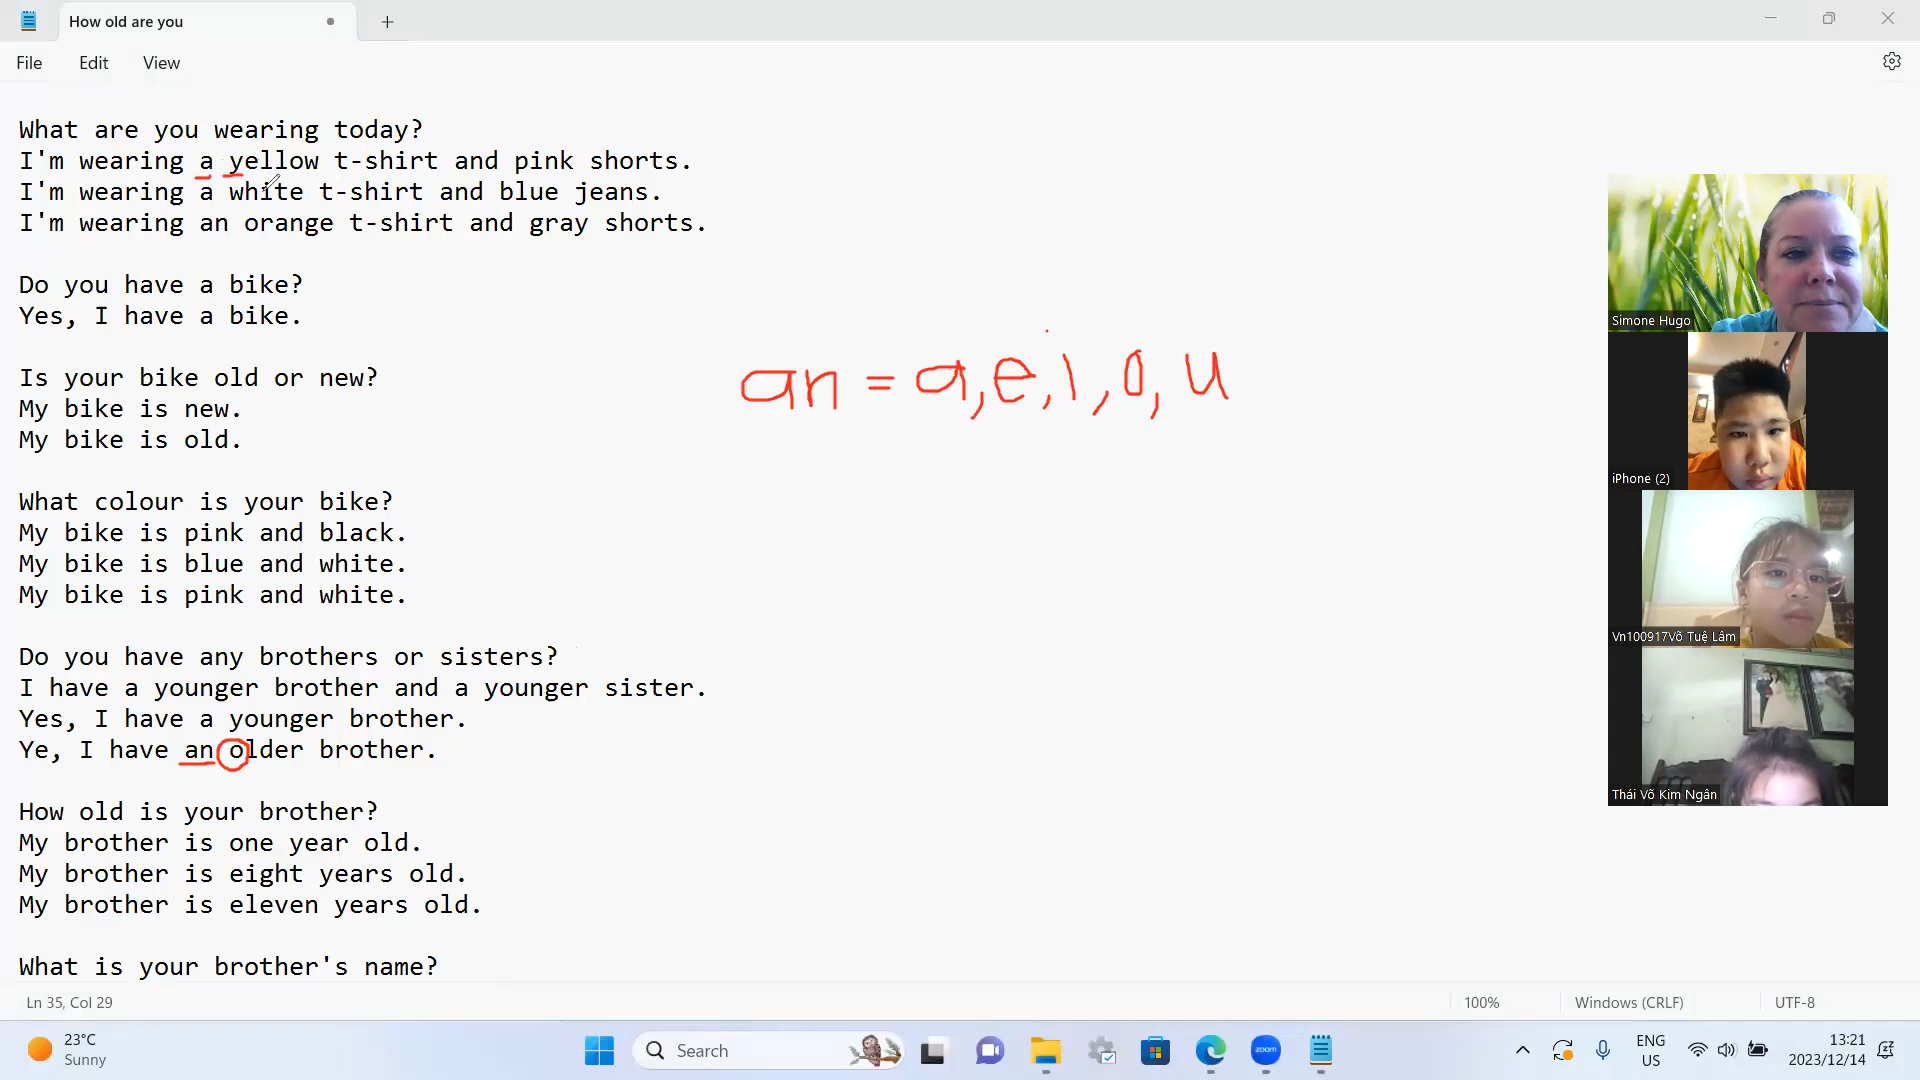 How old are you
File Edit View
What are you wearing today?
I'm wearing a yellow t-shirt and pink shorts.
I'm wearing a white t-shirt and blue jeans.
I'm wearing an orange t-shirt and gray shorts.
Do you have a bike?
Yes, I have a bike.
Is your bike old or new?
My bike is new.
My bike is old.
What colour is your bike?
My bike is pink and black.
My bike is blue and white.
My bike is pink and white.
Do you have any brothers or sisters?
I have a younger brother and a younger sister.
Yes, I have a younger brother.
Ye, I have an older brother.
How old is your brother?
My brother is one year old.
My brother is eight years old.
My brother is eleven years old.
What is your brother's name?
an = a, e, i, o, u
Simone Hugo
iPhone (2)
Vn100917Võ Tuệ Lâm
Thái Võ Kim Ngân
Ln 35, Col 29
100%
Windows (CRLF)
UTF-8
23°C
Sunny
Search
zoom
ENG
US
13:21
2023/12/14